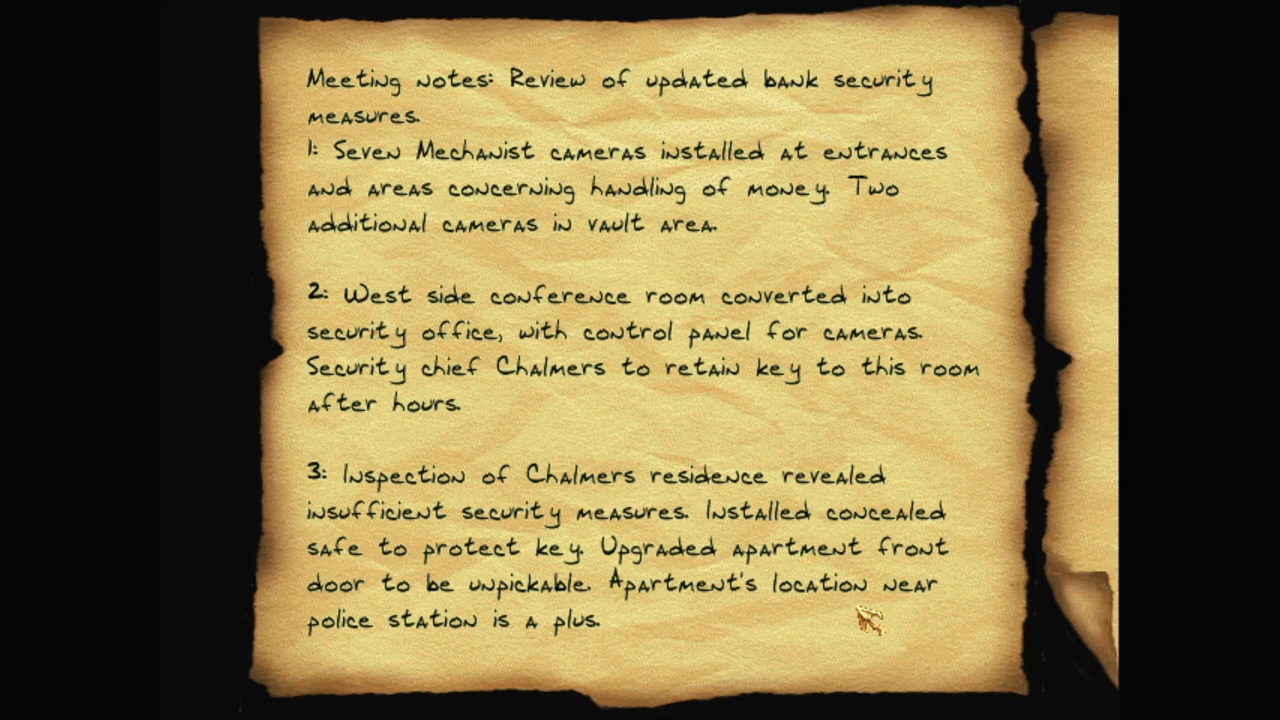 Meeting notes: Review of updated bank security
measures.
1: Seven Mechanist cameras installed at entrances
and areas concerning handling of money. Two
additional cameras in vault area.
2: West side conference room converted into
security office, with control panel for cameras.
Security chief Chalmers to retain key to this room
after hours.
3: Inspection of Chalmers residence revealed
insufficient security measures. Installed concealed
safe to protect key. Upgraded apartment front
door to be unpickable. Apartment's location near
police station is a plus.